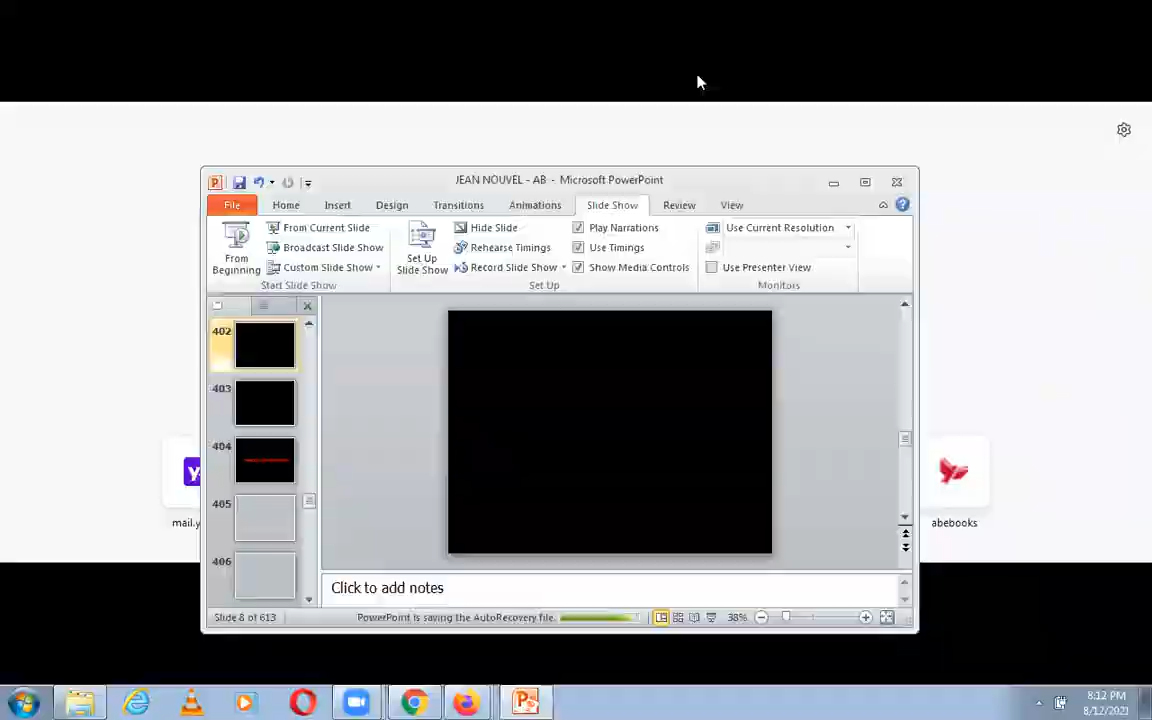 JEAN NOUVEL - AB - Microsoft PowerPoint
File Home Insert Design Transitions Animations Slide Show Review View
From Beginning
From Current Slide
Broadcast Slide Show
Custom Slide Show
Start Slide Show
Set Up Slide Show
Hide Slide
Rehearse Timings
Record Slide Show
Play Narrations
Use Timings
Show Media Controls
Set Up
Use Current Resolution
Use Presenter View
Monitors
402
403
404
405
406
mail.y
abebooks
Click to add notes
Slide 8 of 613
PowerPoint is saving the AutoRecovery file.
38%
8:12 PM
8/12/2021